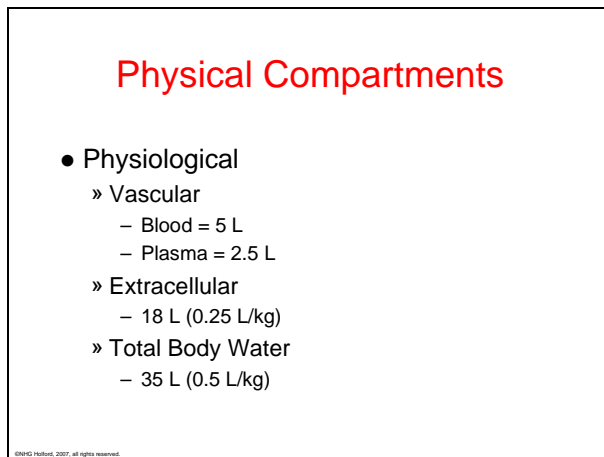 Physical Compartments
● Physiological
» Vascular
– Blood = 5 L
– Plasma = 2.5 L
» Extracellular
– 18 L (0.25 L/kg)
» Total Body Water
– 35 L (0.5 L/kg)
©NHG Holford, 2007, all rights reserved.